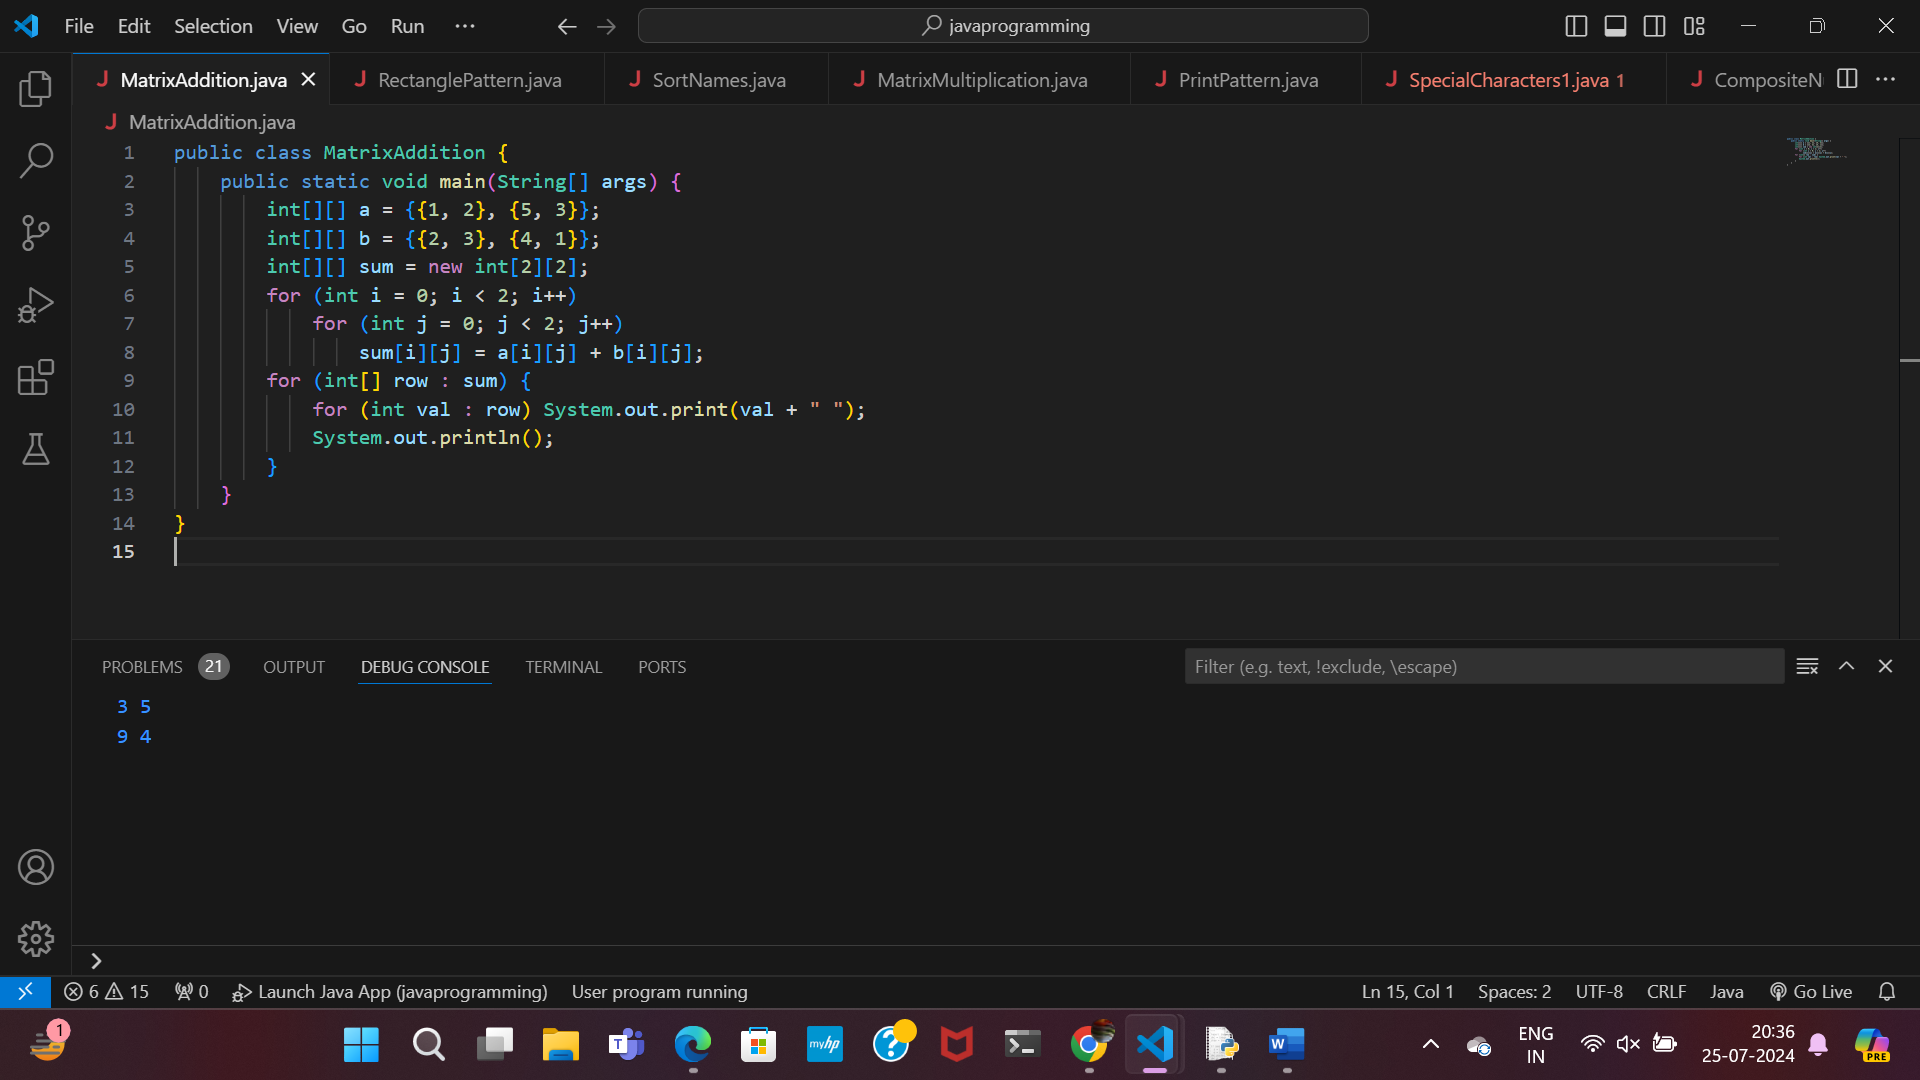 File Edit Selection View Go Run ··· javaprogramming
MatrixAddition.java RectanglePattern.java SortNames.java MatrixMultiplication.java PrintPattern.java SpecialCharacters1.java 1 CompositeN
MatrixAddition.java
1 public class MatrixAddition {
2 public static void main(String[] args) {
3 int[][] a = {{1, 2}, {5, 3}};
4 int[][] b = {{2, 3}, {4, 1}};
5 int[][] sum = new int[2][2];
6 for (int i = 0; i < 2; i++)
7 for (int j = 0; j < 2; j++)
8 sum[i][j] = a[i][j] + b[i][j];
9 for (int[] row : sum) {
10 for (int val : row) System.out.print(val + " ");
11 System.out.println();
12 }
13 }
14 }
15
PROBLEMS 21 OUTPUT DEBUG CONSOLE TERMINAL PORTS Filter (e.g. text, !exclude, \escape)
3 5
9 4
6 15 0 Launch Java App (javaprogramming) User program running Ln 15, Col 1 Spaces: 2 UTF-8 CRLF Java Go Live
1 T myhp ? W ENG 20:36 PRE
IN 25-07-2024